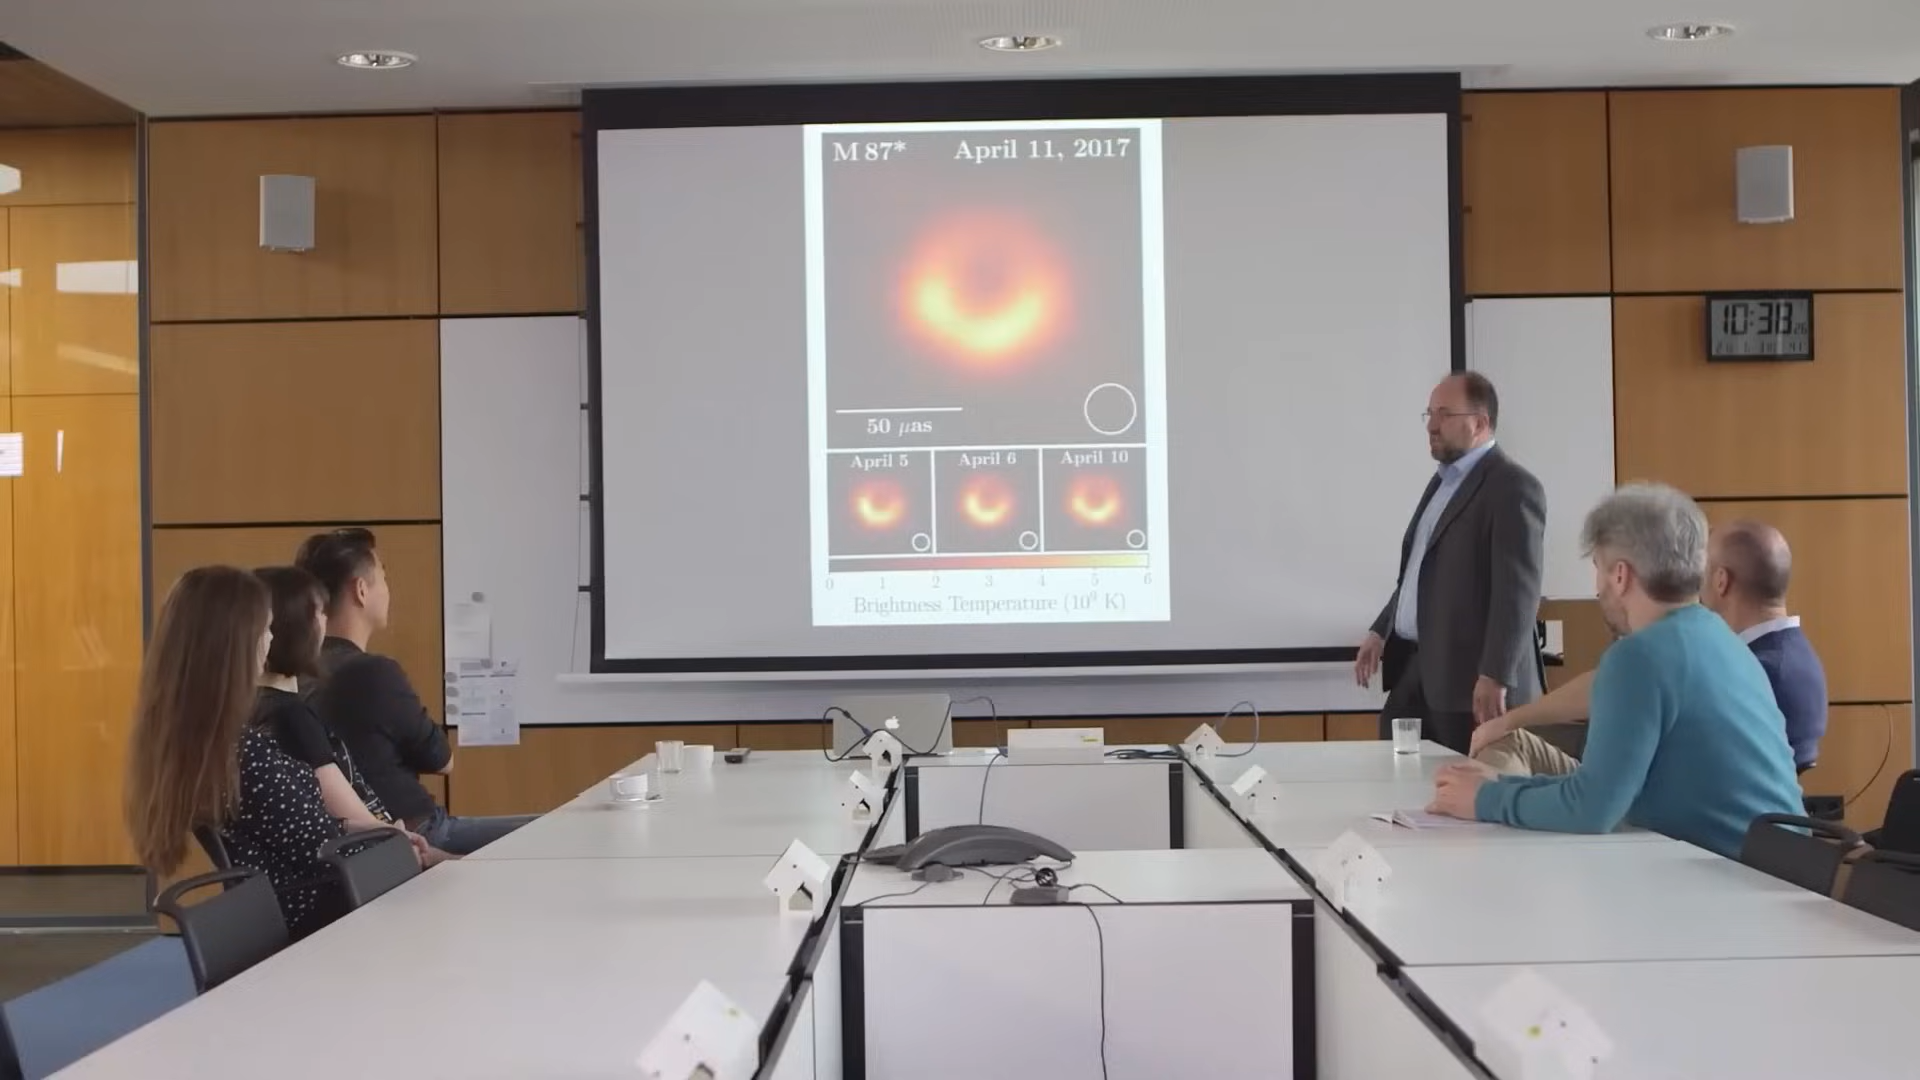 M 87*
April 11, 2017
50 μas
April 5
April 6
April 10
0 1 2 3 4 5 6
Brightness Temperature (10⁹ K)
10:38 26